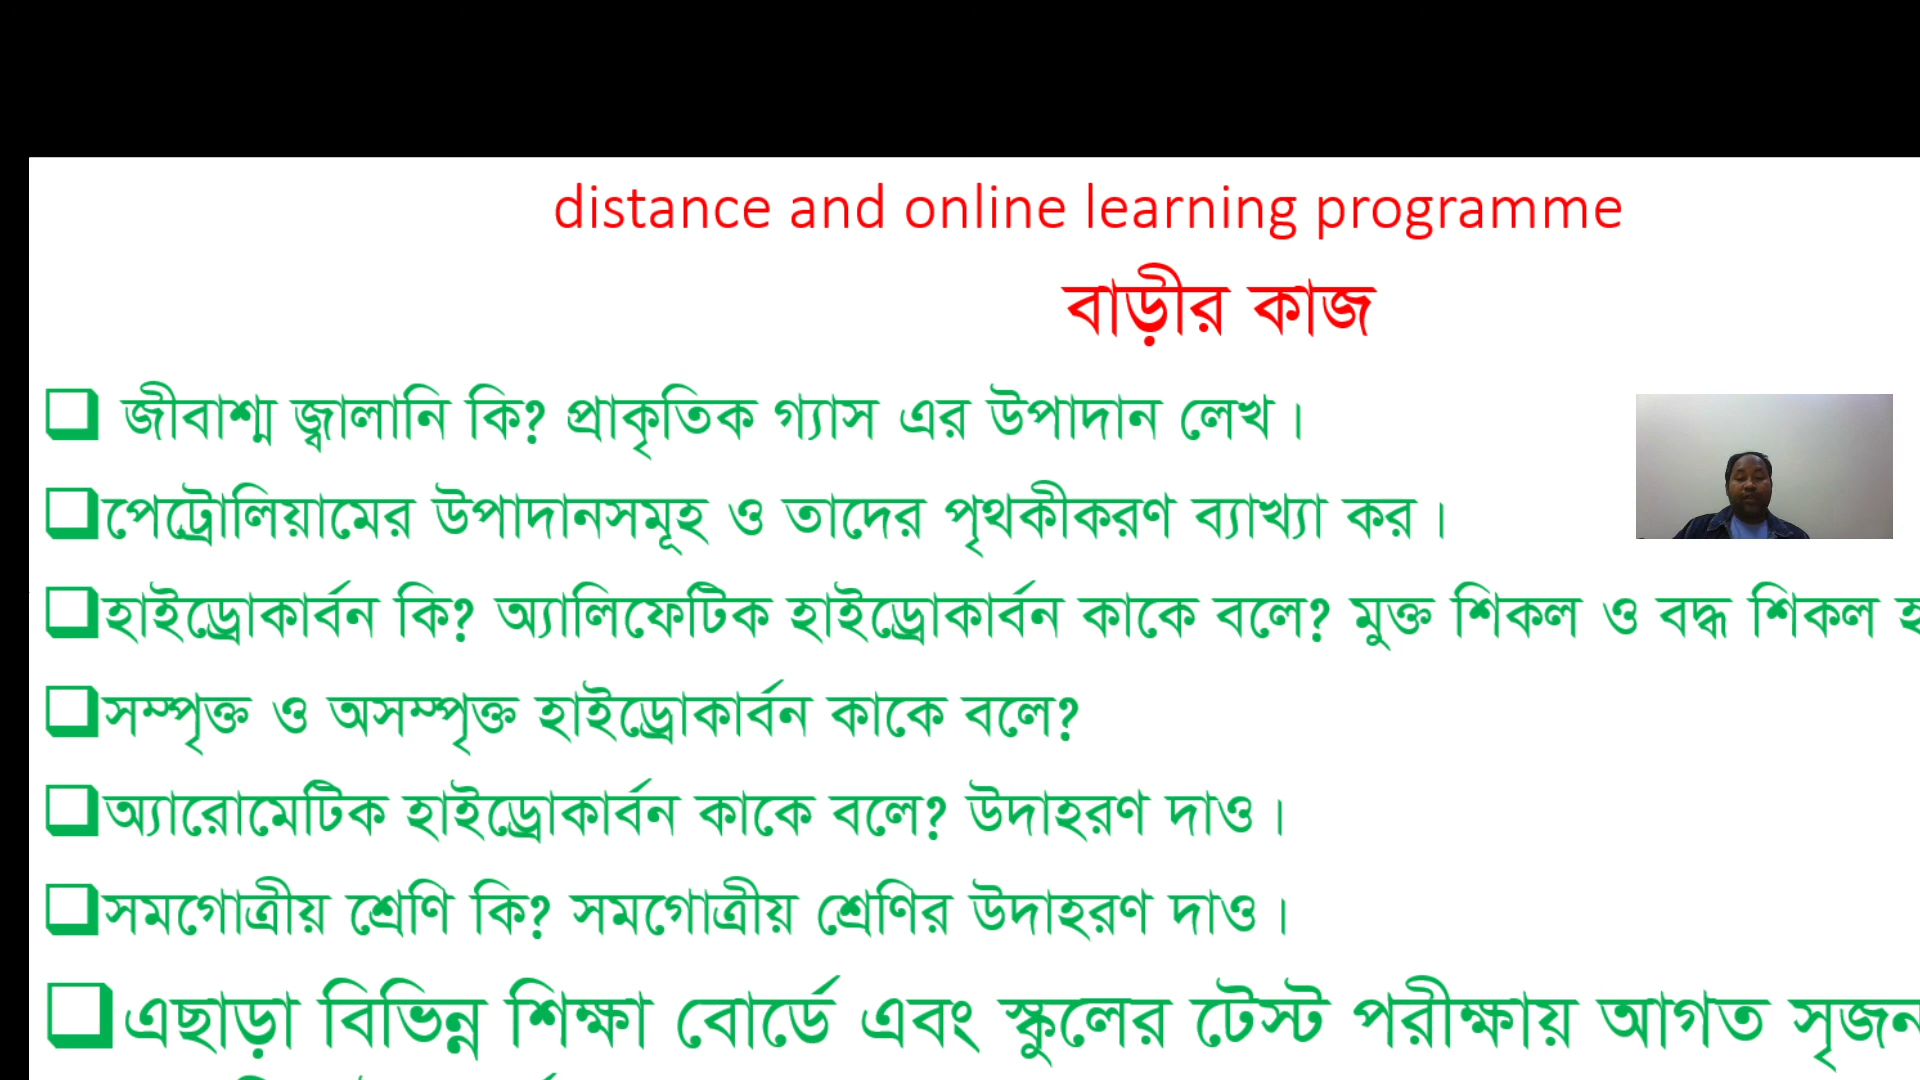 distance and online learning programme
বাড়ীর কাজ
জীবাশ্ম জ্বালানি কি? প্রাকৃতিক গ্যাস এর উপাদান লেখ।
পেট্রোলিয়ামের উপাদানসমূহ ও তাদের পৃথকীকরণ ব্যাখ্যা কর।
হাইড্রোকার্বন কি? অ্যালিফেটিক হাইড্রোকার্বন কাকে বলে? মুক্ত শিকল ও বদ্ধ শিকল
সম্পৃক্ত ও অসম্পৃক্ত হাইড্রোকার্বন কাকে বলে?
অ্যারোমেটিক হাইড্রোকার্বন কাকে বলে? উদাহরণ দাও।
সমগোত্রীয় শ্রেণি কি? সমগোত্রীয় শ্রেণির উদাহরণ দাও।
এছাড়া বিভিন্ন শিক্ষা বোর্ডে এবং স্কুলের টেস্ট পরীক্ষায় আগত